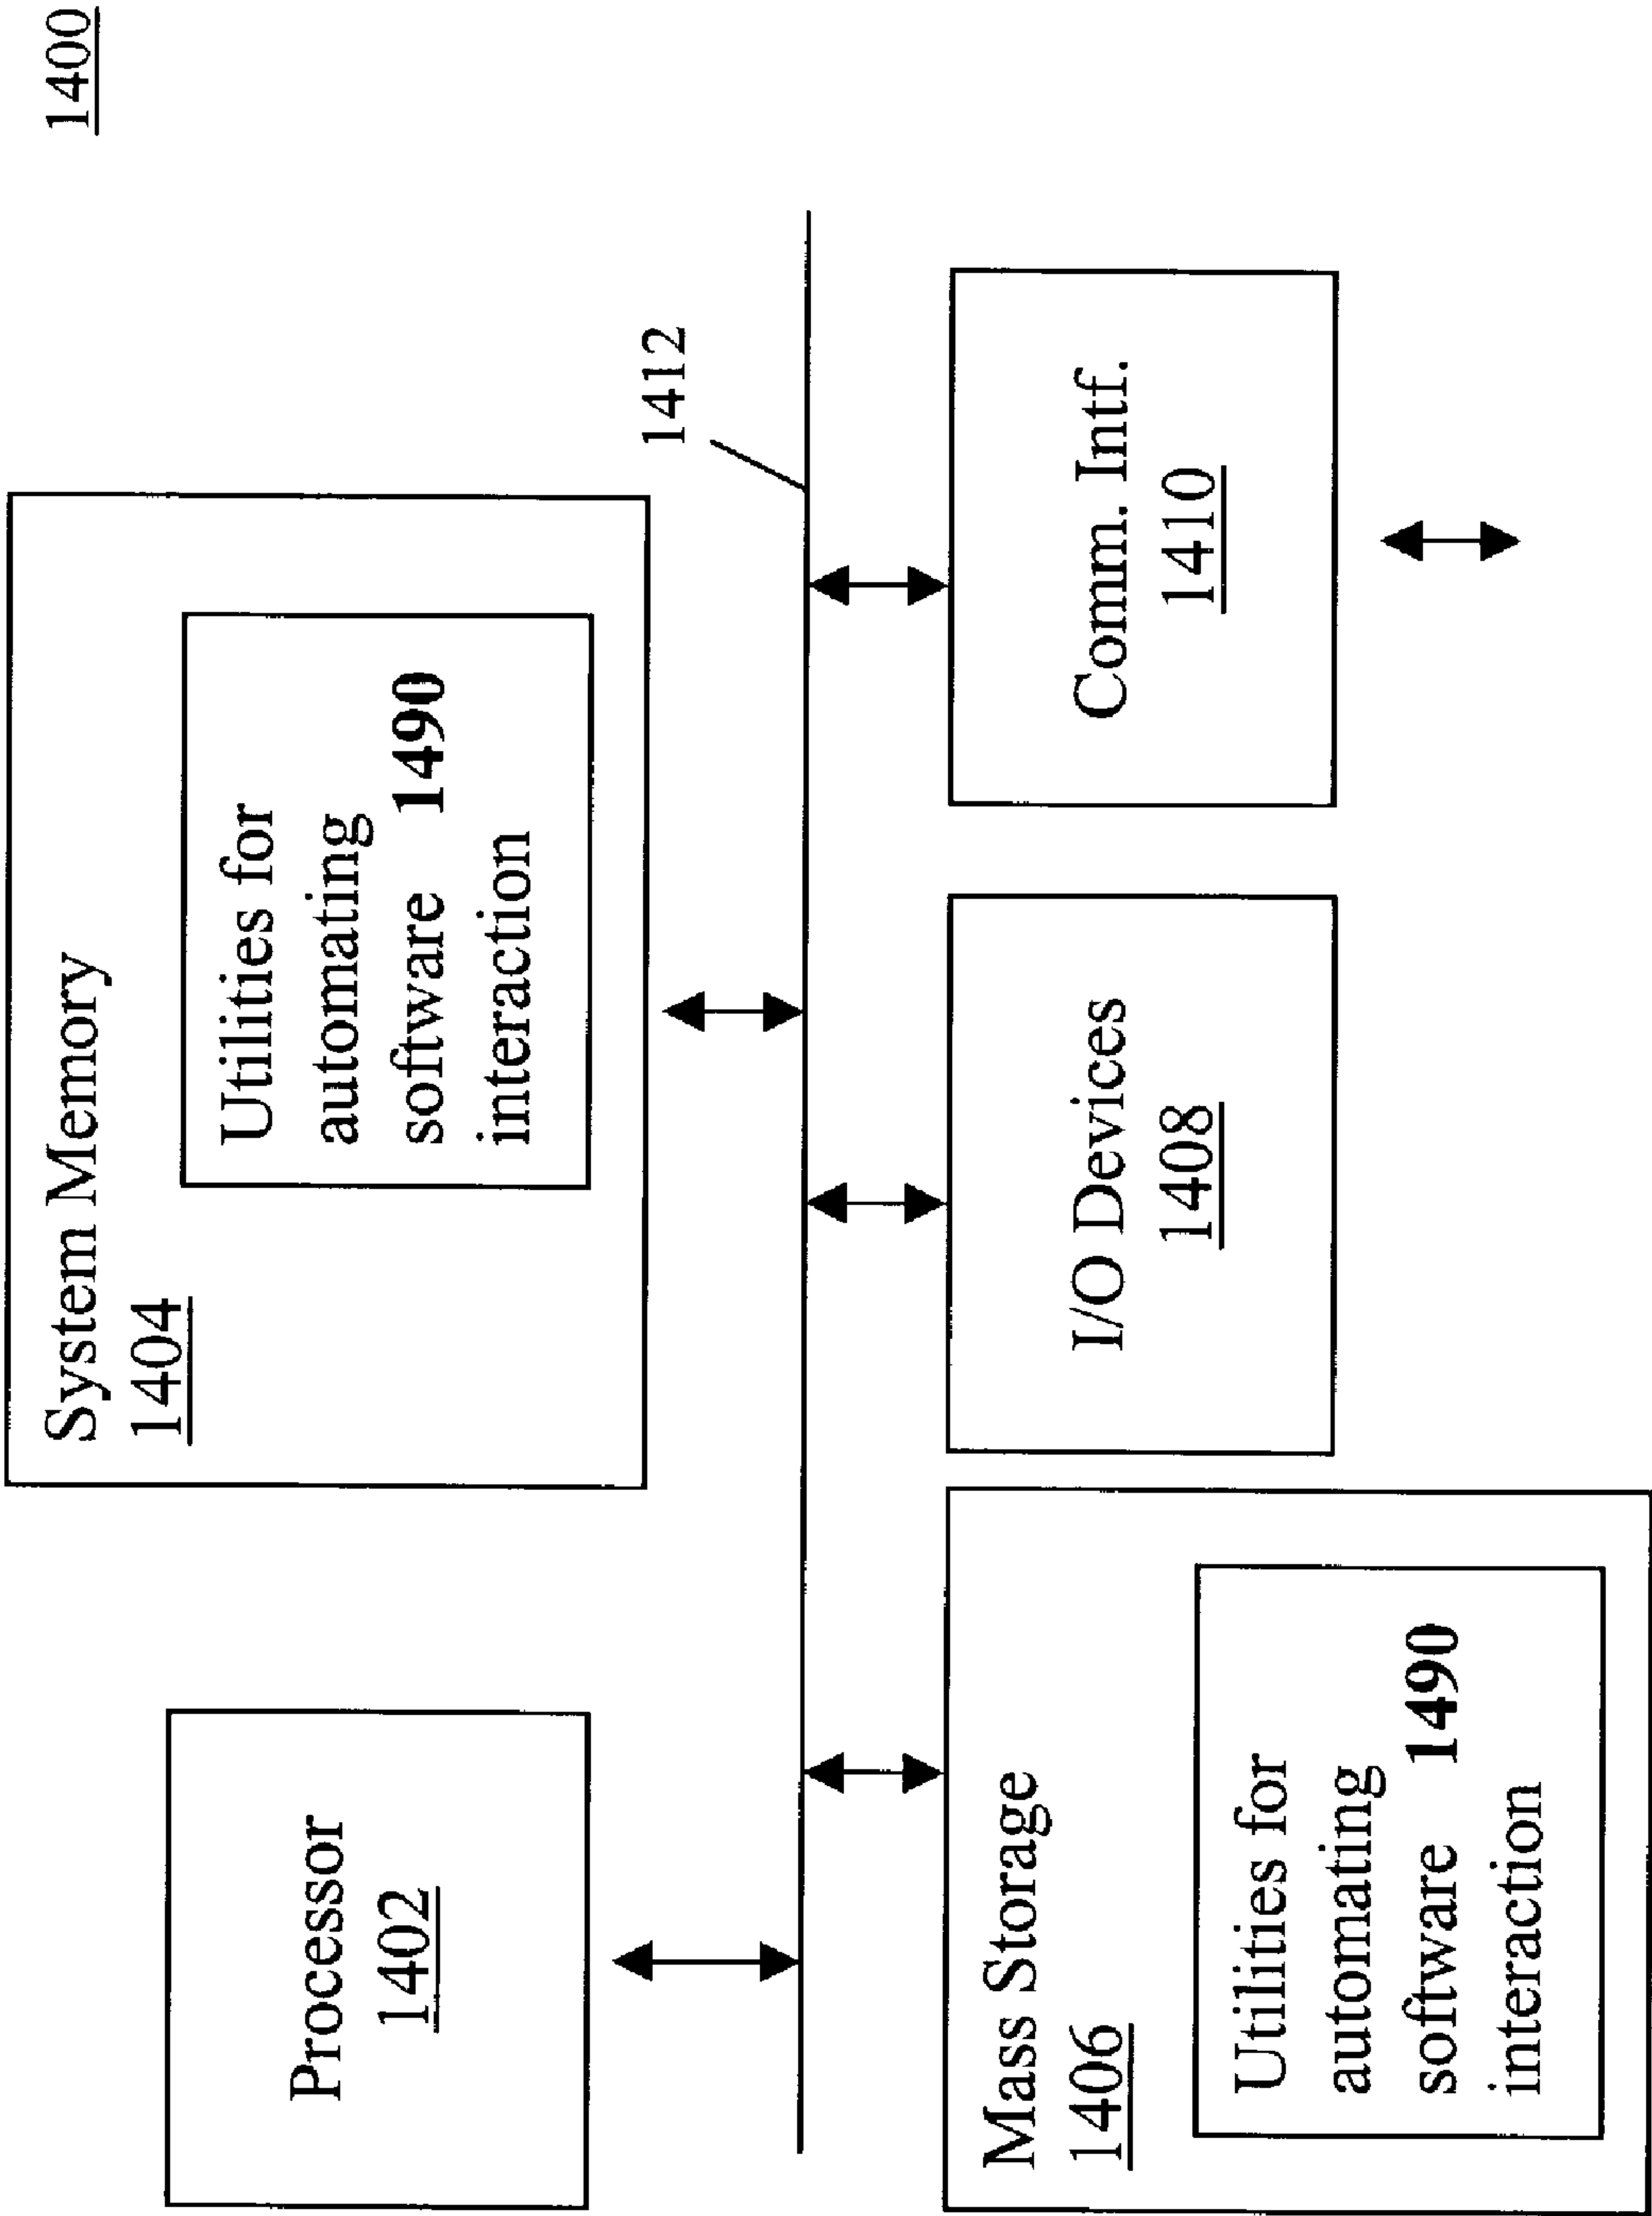 1400
System Memory
1404
Utilities for
automating
software 1490
interaction
Processor
1402
1412
Mass Storage
1406
Utilities for
automating
software 1490
interaction
I/O Devices
1408
Comm. Intf.
1410